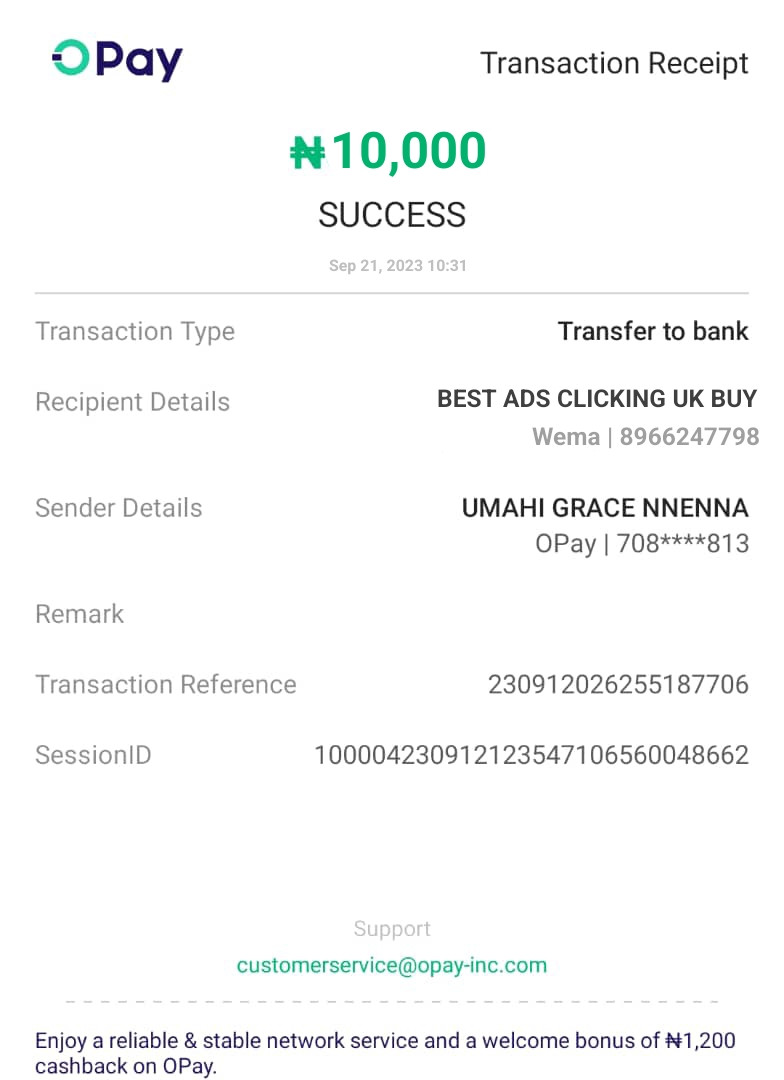 OPay
Transaction Receipt
₦10,000
SUCCESS
Sep 21, 2023 10:31
Transaction Type Transfer to bank
Recipient Details BEST ADS CLICKING UK BUY
Wema | 8966247798
Sender Details UMAHI GRACE NNENNA
OPay | 708****813
Remark
Transaction Reference 230912026255187706
SessionID 100004230912123547106560048662
Support
customerservice@opay-inc.com
Enjoy a reliable & stable network service and a welcome bonus of ₦1,200
cashback on OPay.